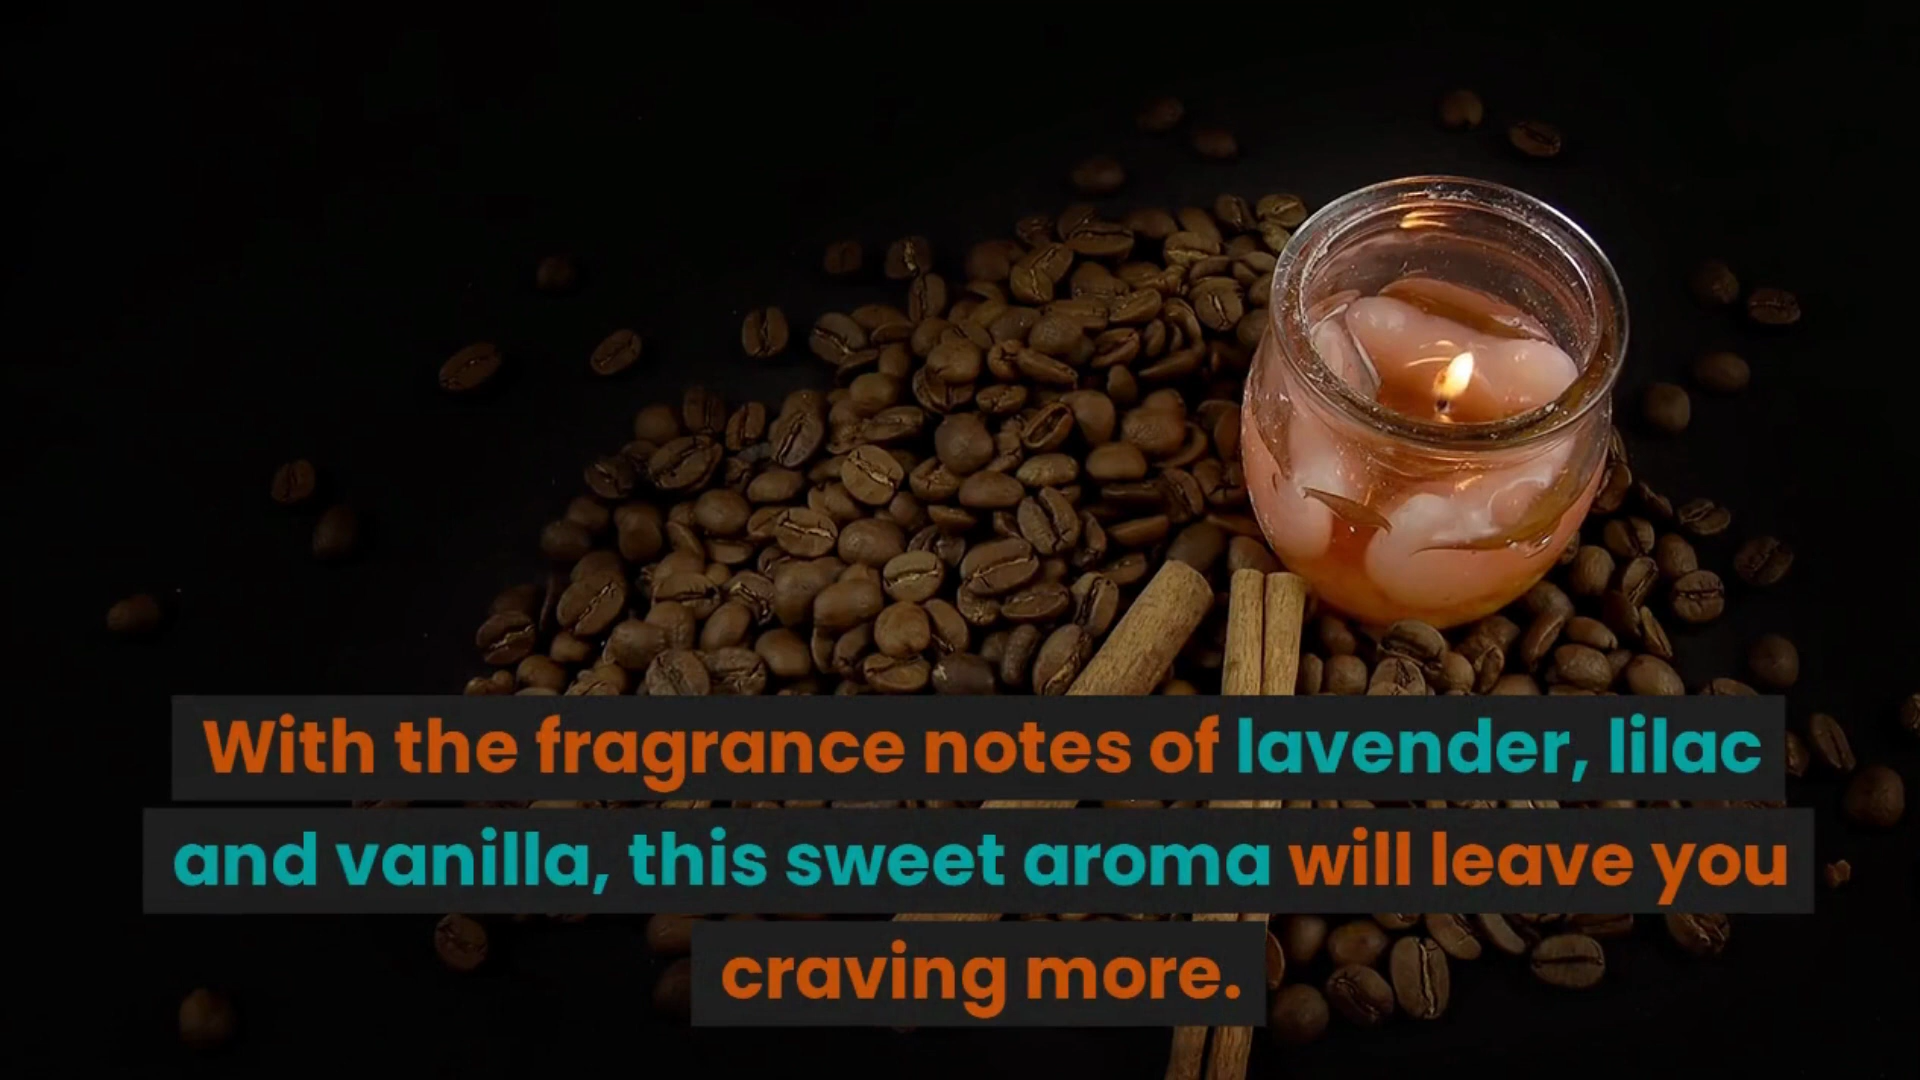 With the fragrance notes of lavender, lilac
and vanilla, this sweet aroma will leave you
craving more.